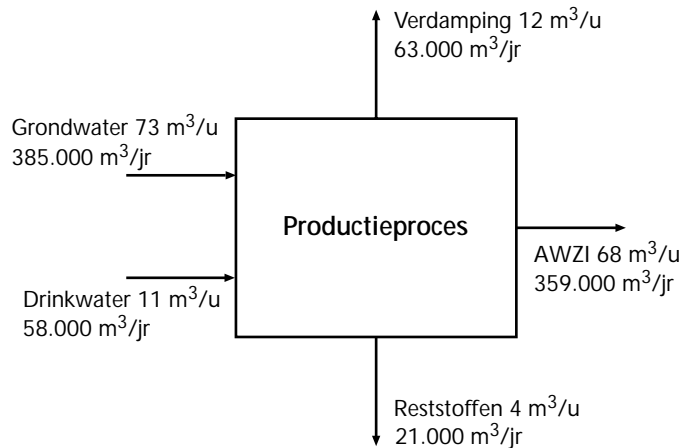 Verdamping 12 m³/u
63.000 m³/jr
Grondwater 73 m³/u
385.000 m³/jr
Productieproces
AWZI 68 m³/u
359.000 m³/jr
Drinkwater 11 m³/u
58.000 m³/jr
Reststoffen 4 m³/u
21.000 m³/jr